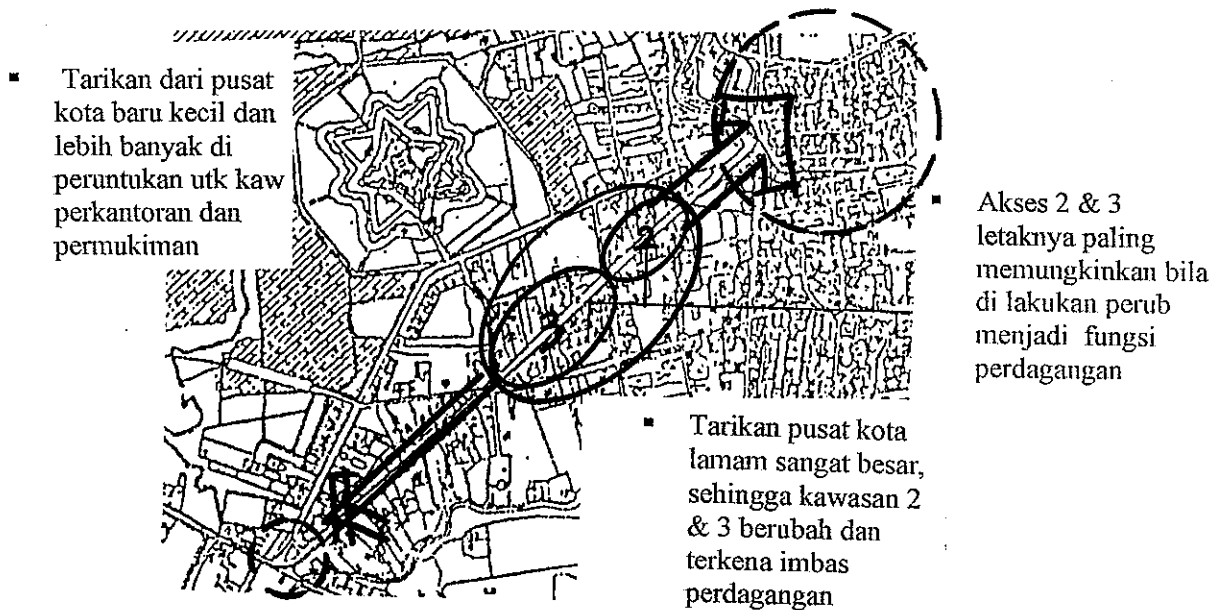 ▪ Tarikan dari pusat
kota baru kecil dan
lebih banyak di
peruntukan utk kaw
perkantoran dan
permukiman
2
3
▪ Akses 2 & 3
letaknya paling
memungkinkan bila
di lakukan perub
menjadi fungsi
perdagangan
▪ Tarikan pusat kota
lamam sangat besar,
sehingga kawasan 2
& 3 berubah dan
terkena imbas
perdagangan